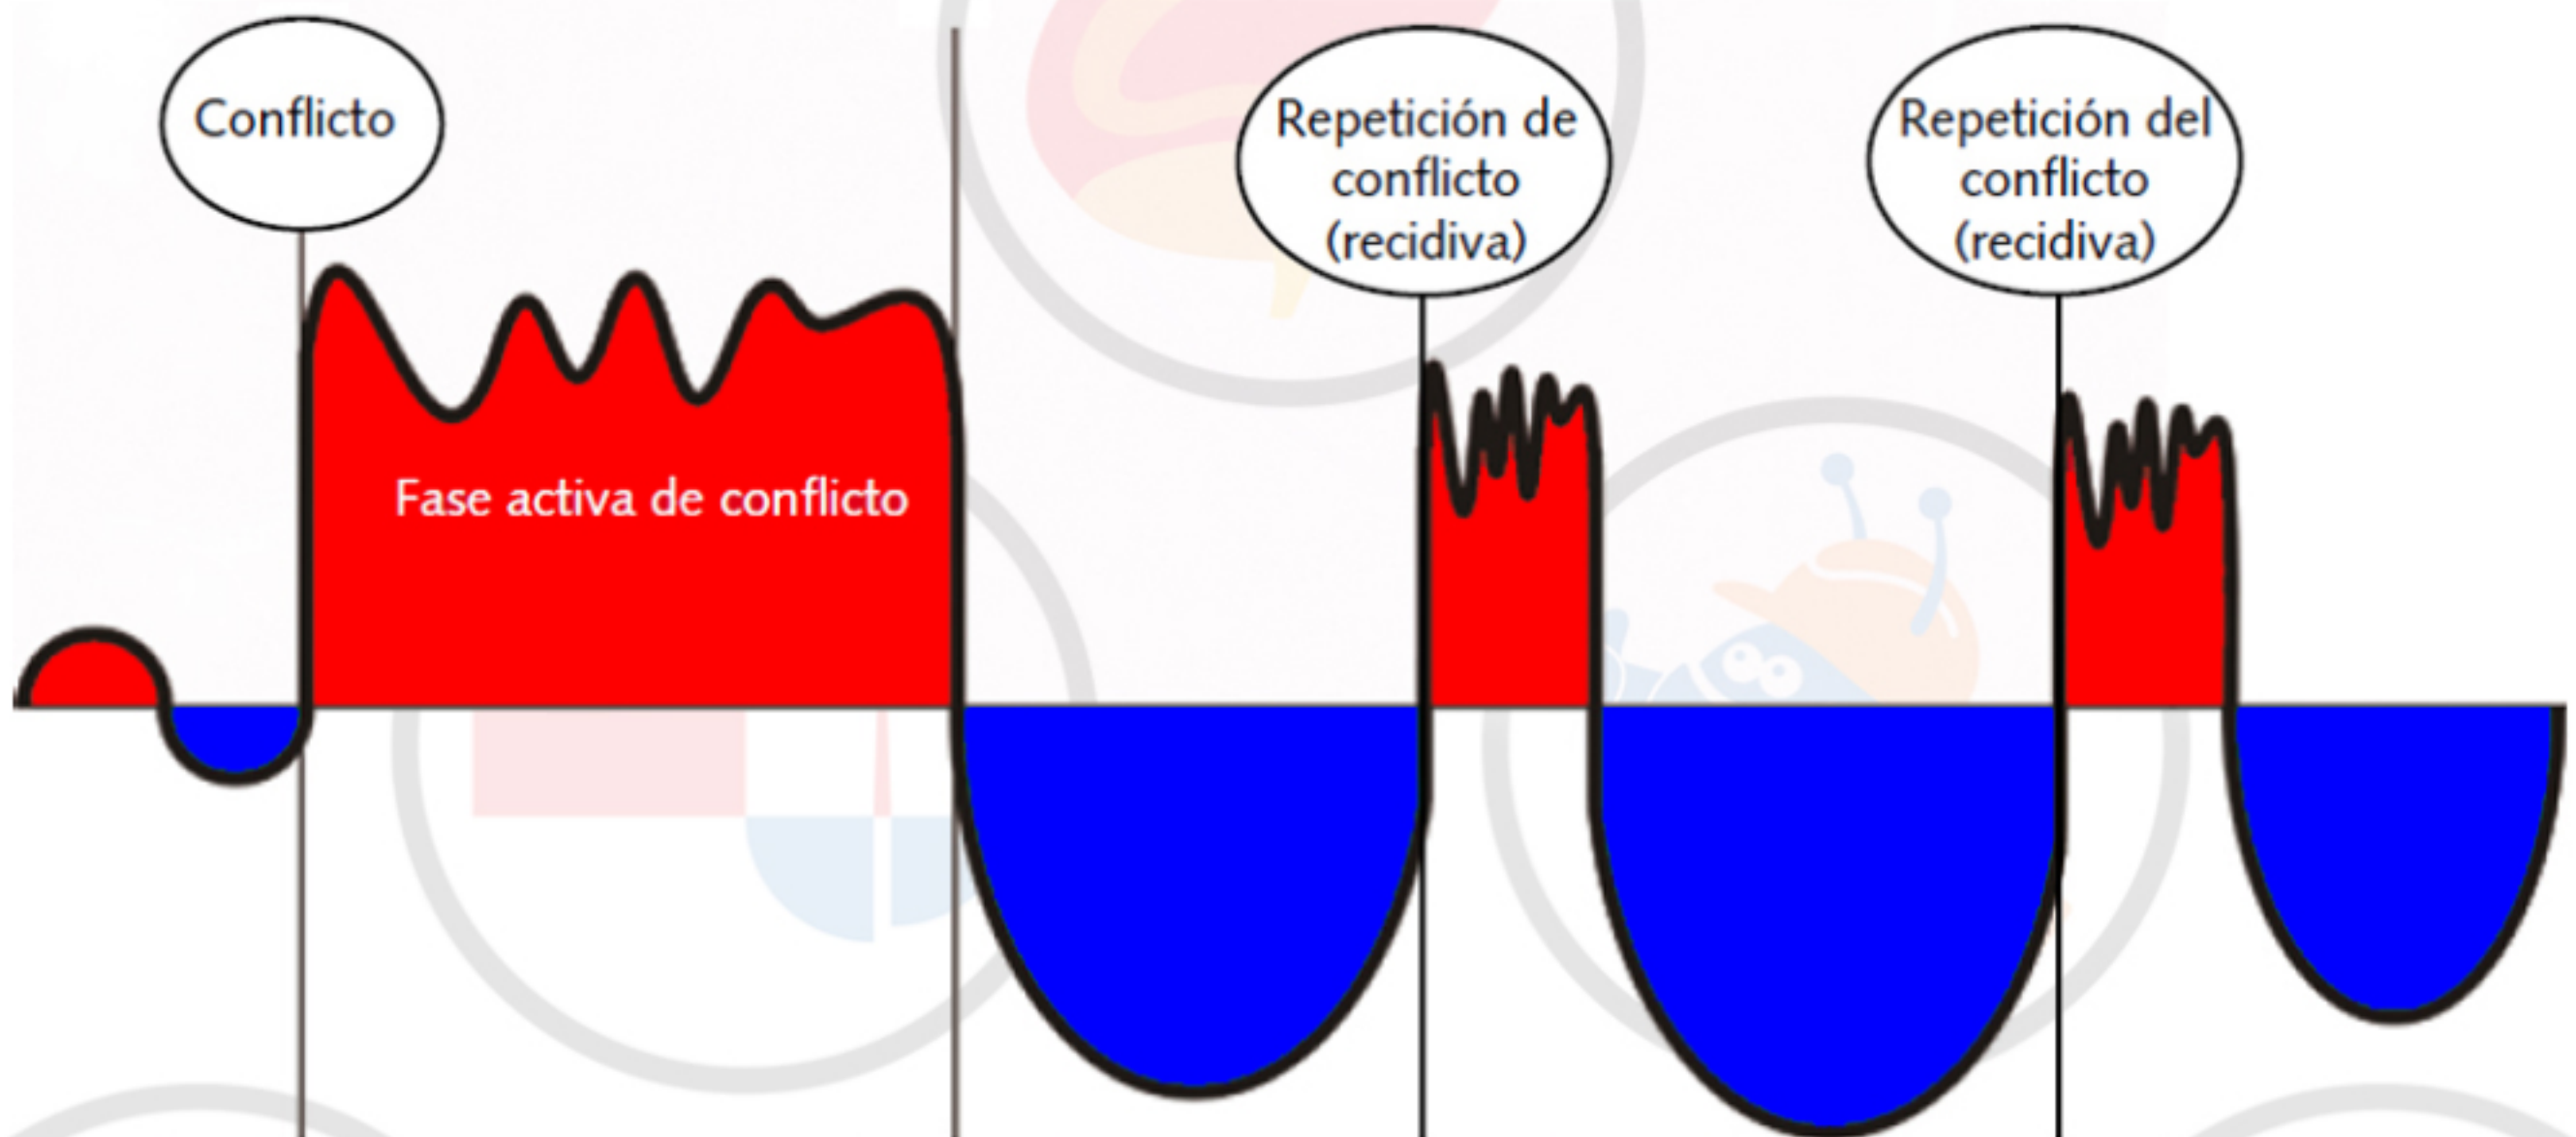 Conflicto
Repetición de
conflicto
(recidiva)
Repetición del
conflicto
(recidiva)
Fase activa de conflicto